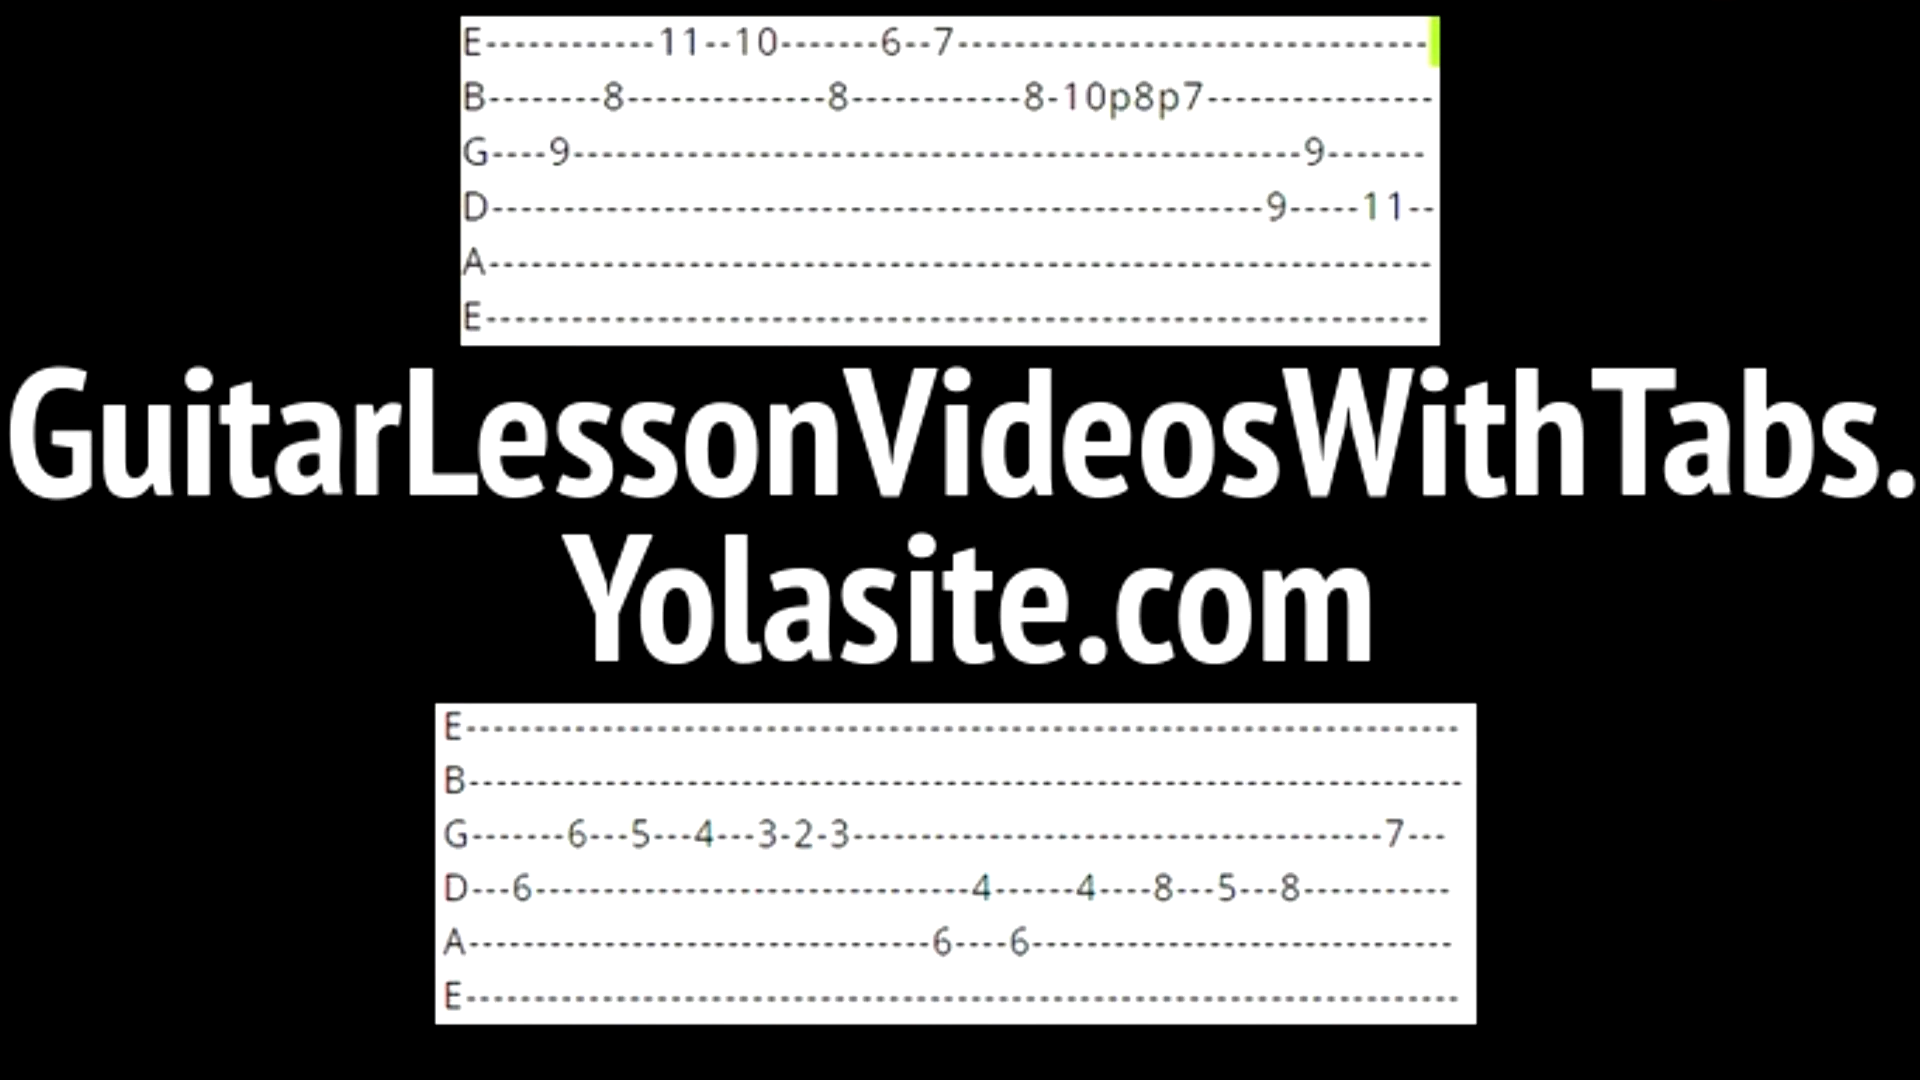 E------------11--10-------6--7---------------------------------
B--------8--------------8------------8-10p8p7----------------
G----9---------------------------------------------------9-------
D------------------------------------------------------9-----11--
A------------------------------------------------------------------
E------------------------------------------------------------------
GuitarLessonVideosWithTabs.
Yolasite.com
E-------------------------------------------------------------------------
B-------------------------------------------------------------------------
G-------6---5---4---3-2-3---------------------------------------7---
D---6--------------------------------4------4----8---5---8-----------
A----------------------------------6----6-------------------------------
E-------------------------------------------------------------------------